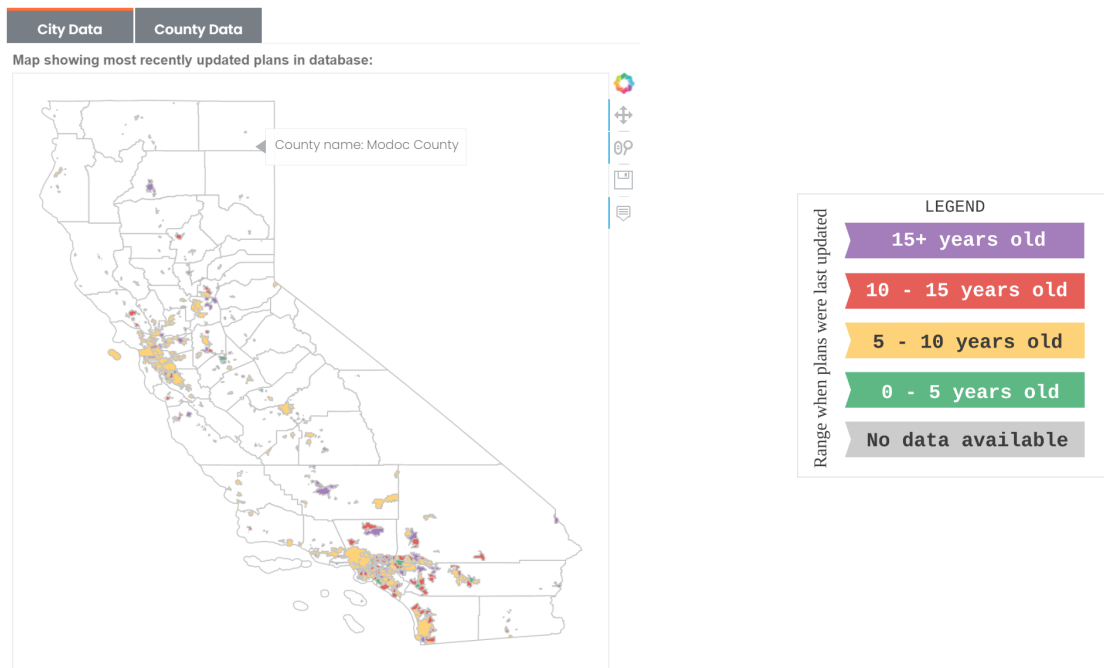 City Data
County Data
Map showing most recently updated plans in database:
County name: Modoc County
LEGEND
Range when plans were last updated
15+ years old
10 - 15 years old
5 - 10 years old
0 - 5 years old
No data available